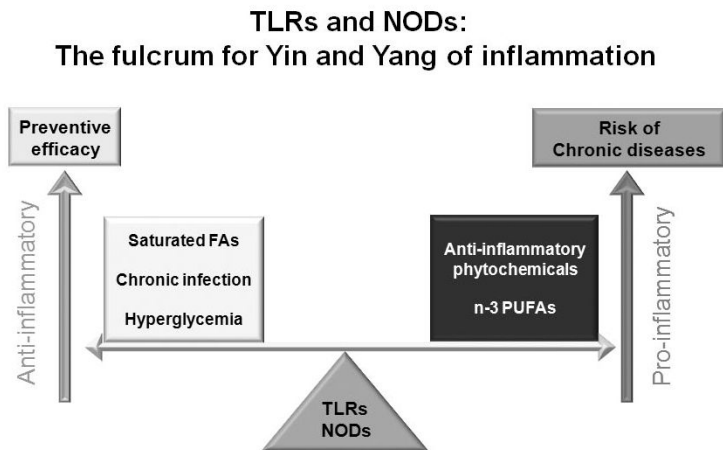 TLRs and NODs:
The fulcrum for Yin and Yang of inflammation
Preventive
efficacy
Risk of
Chronic diseases
Anti-inflammatory
Saturated FAs
Chronic infection
Hyperglycemia
Anti-inflammatory
phytochemicals
n-3 PUFAs
Pro-inflammatory
TLRs
NODs